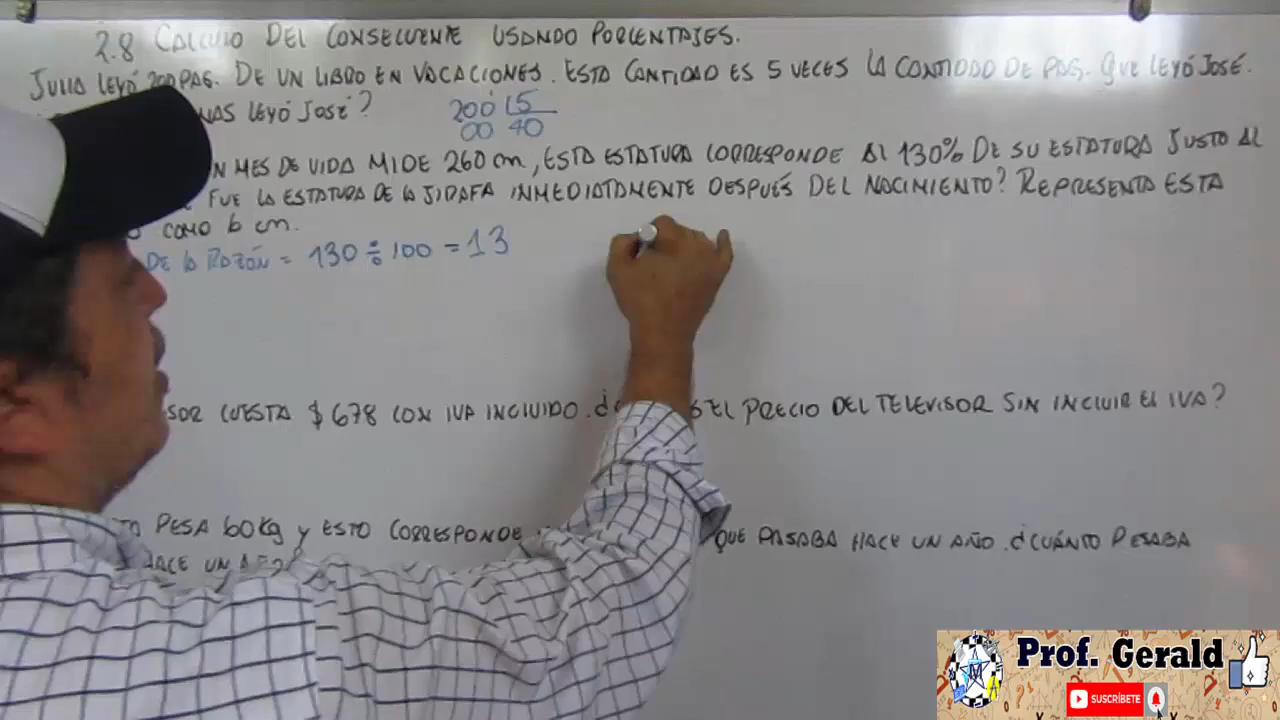 2.8 CALCULO DEL CONSECUENTE USANDO PORCENTAJES.
JULIA LEYÓ 200 PAG. DE UN LIBRO EN VACACIONES. ESTA CANTIDAD ES 5 VECES LA CANTIDAD DE PAG. QUE LEYÓ JOSÉ.
NAS LEYÓ JOSÉ?
200 5
00 40
N MES DE VIDA MIDE 260 cm, ESTA ESTATURA CORRESPONDE AL 130% DE SU ESTATURA JUSTO AL
FUE LA ESTATURA DE LA JIRAFA INMEDIATAMENTE DESPUÉS DEL NACIMIENTO? REPRESENTA ESTA
COMO 6 cm.
DE LA RAZÓN = 130 ÷ 100 = 13
SOR CUESTA $ 678 CON IVA INCLUIDO. ¿ EL PRECIO DEL TELEVISOR SIN INCLUIR EL IVA?
TO PESA 60 kg y ESTO CORRESPONDE QUE PASABA HACE UN AÑO. ¿CUÁNTO PESABA
HACE UN AÑO?
Prof. Gerald
SUSCRÍBETE